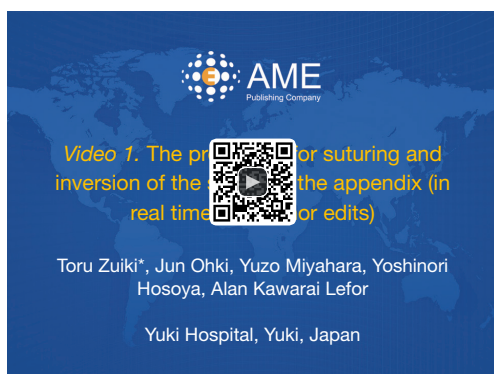 E AME
Publishing Company
Video 1. The pr for suturing and
inversion of the s the appendix (in
real time or edits)
Toru Zuiki*, Jun Ohki, Yuzo Miyahara, Yoshinori
Hosoya, Alan Kawarai Lefor
Yuki Hospital, Yuki, Japan